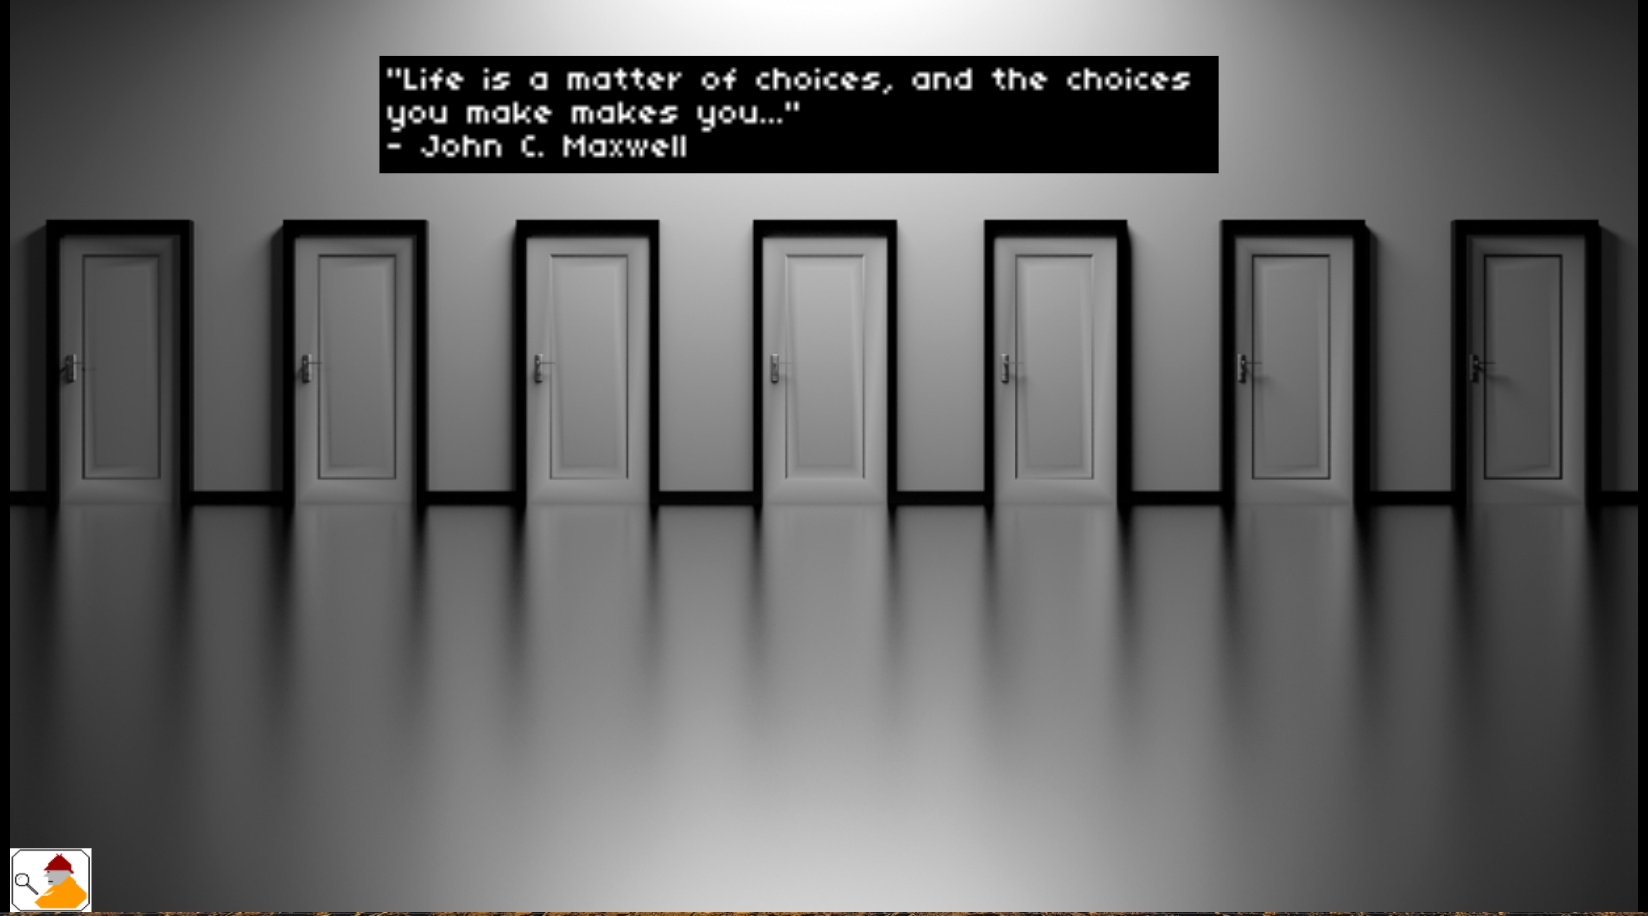 "Life is a matter of choices, and the choices
you make makes you..."
- John C. Maxwell